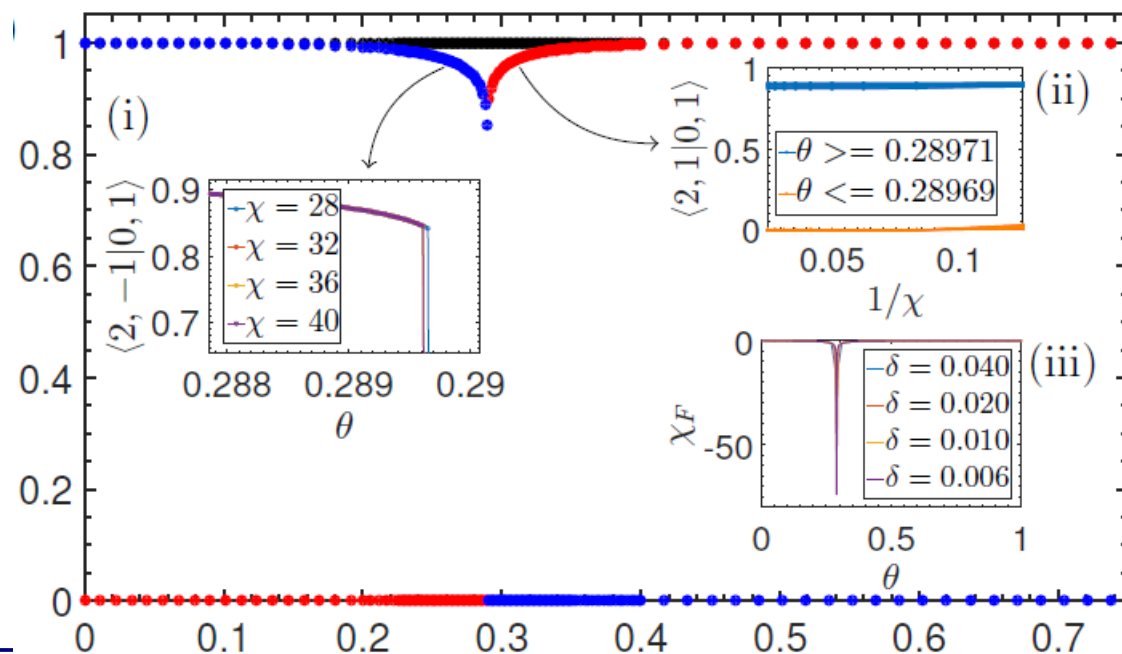 1
0.8
0.6
0.4
0.2
0
0
0.1
0.2
0.3
0.4
0.5
0.6
0.7
(i)
⟨2, −1|0, 1⟩
0.9
0.8
0.7
χ = 28
χ = 32
χ = 36
χ = 40
0.288
0.289
0.29
θ
(ii)
⟨2, 1|0, 1⟩
1
0.5
0
θ >= 0.28971
θ <= 0.28969
0.05
0.1
1/χ
(iii)
χF
0
-50
δ = 0.040
δ = 0.020
δ = 0.010
δ = 0.006
0
0.5
1
θ